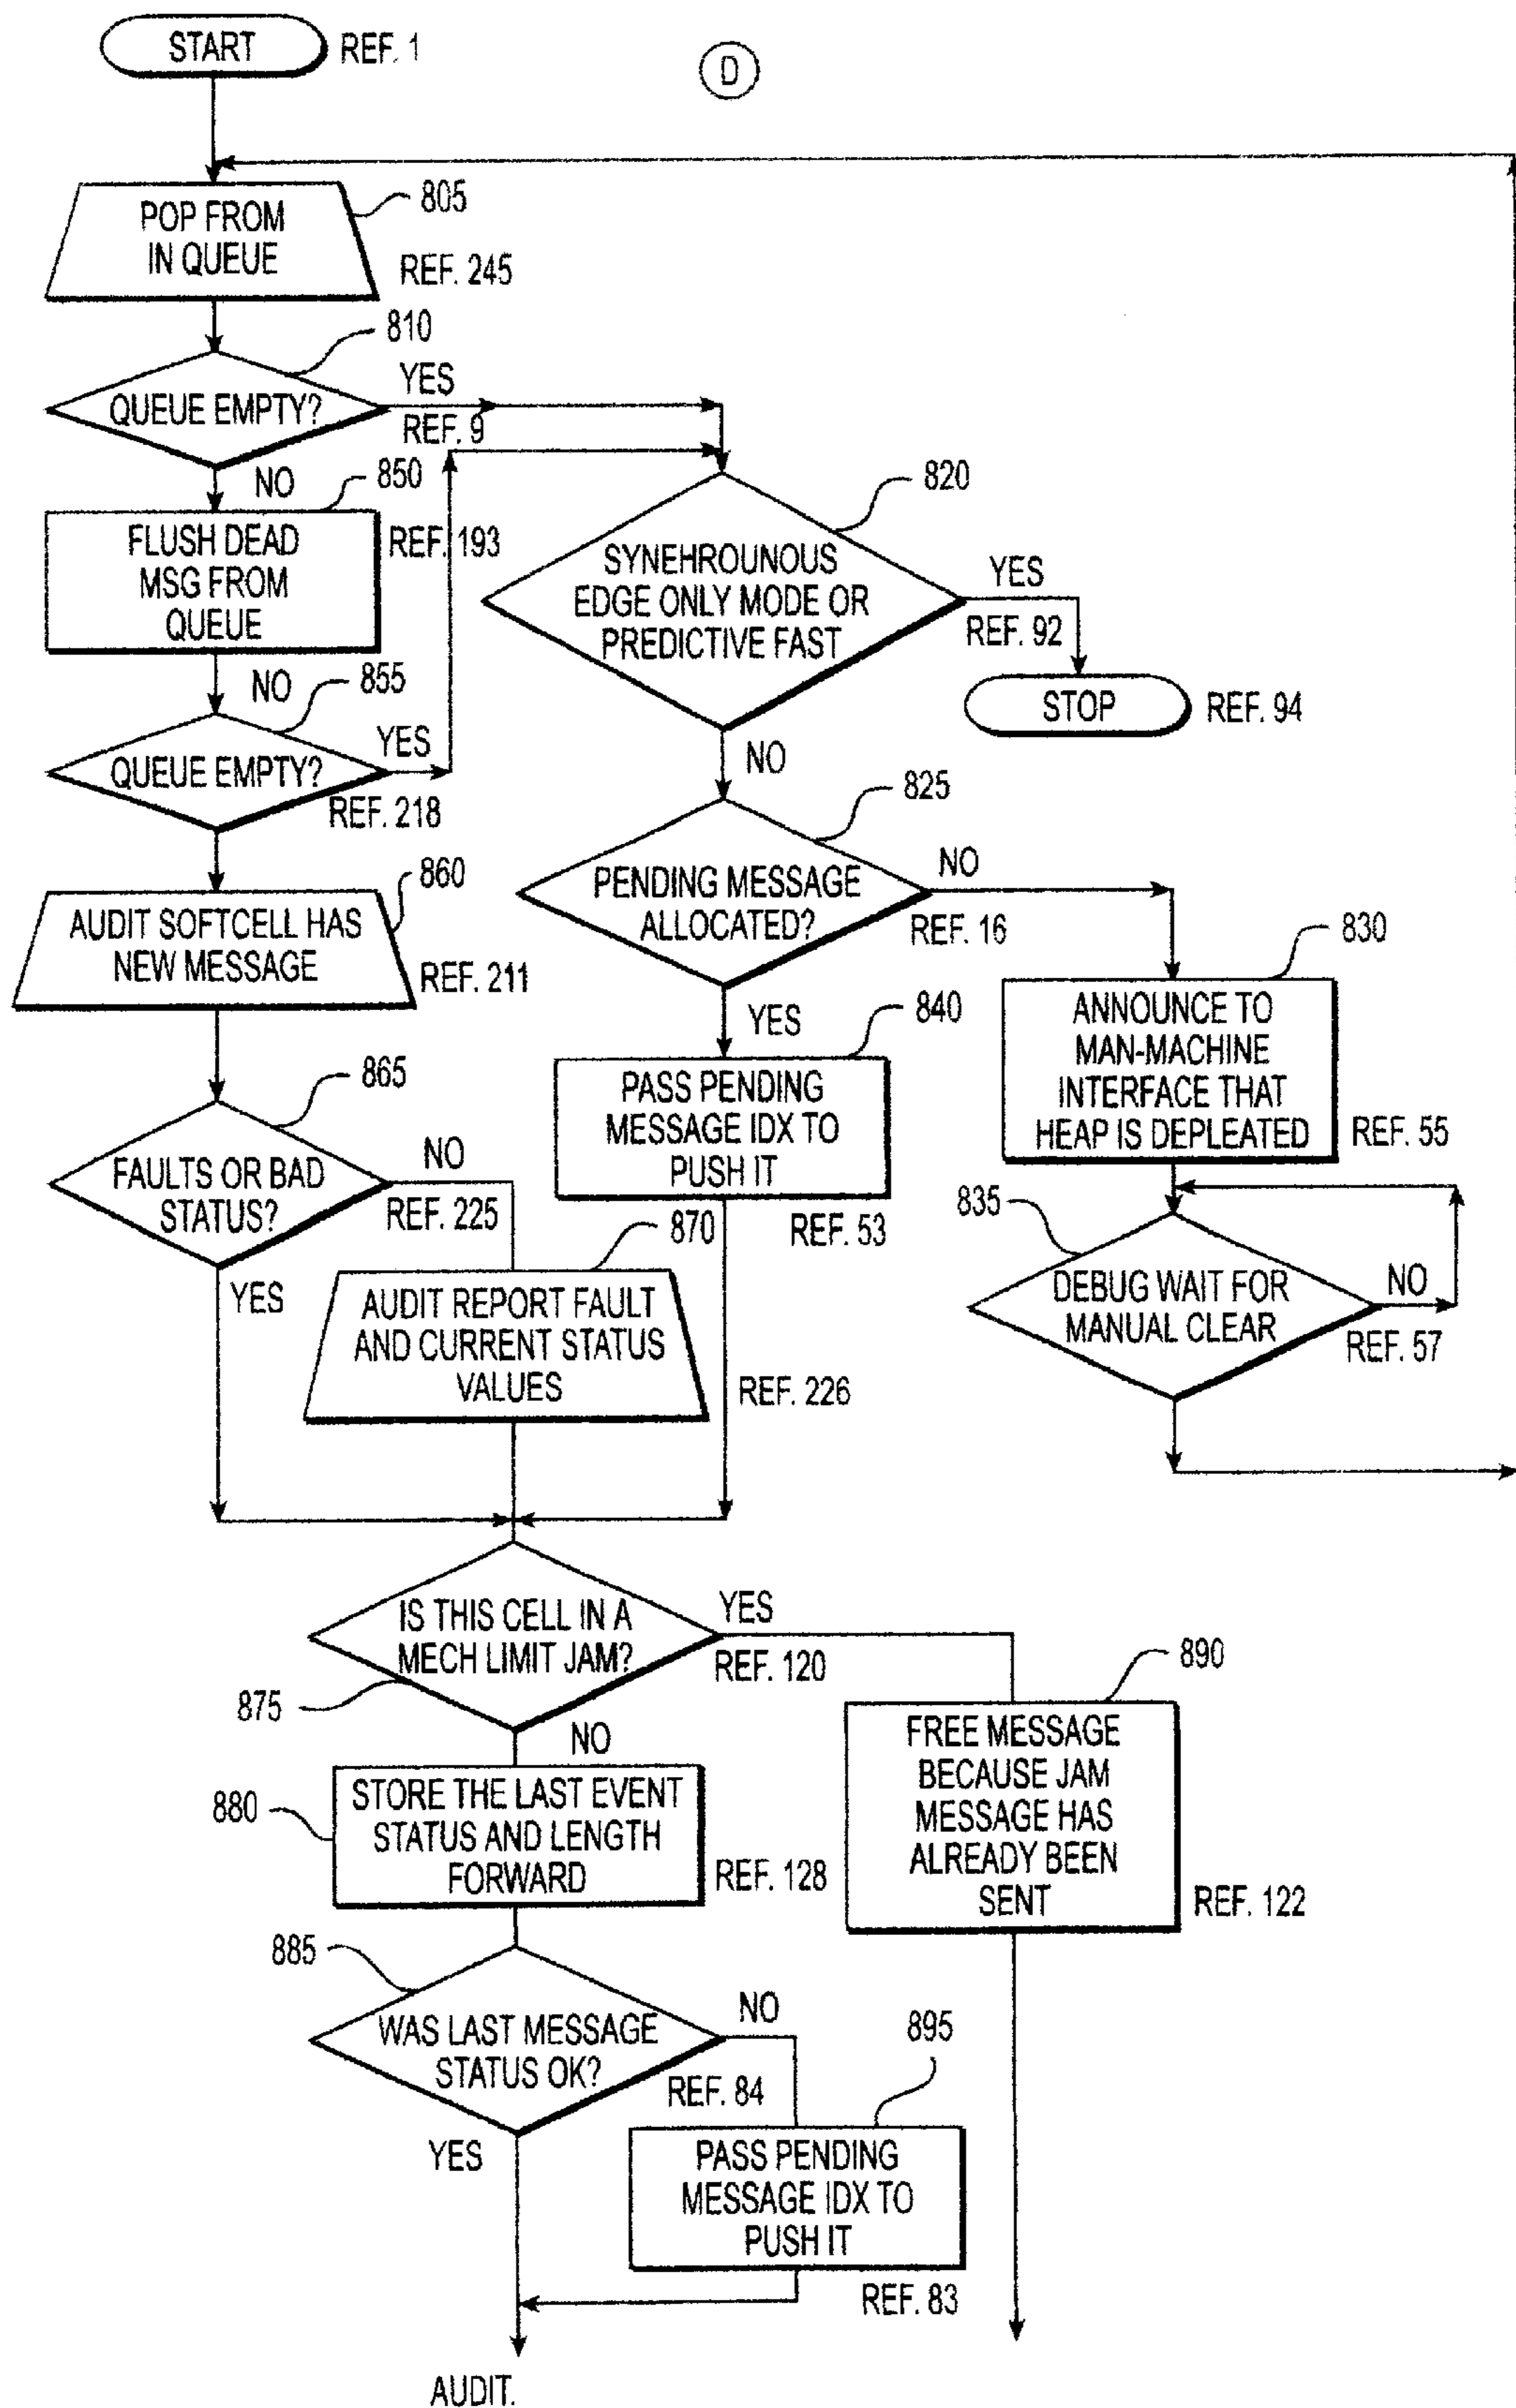 START
REF. 1
D
POP FROM
IN QUEUE
805
REF. 245
810
QUEUE EMPTY?
YES
REF. 9
NO
850
FLUSH DEAD
MSG FROM
QUEUE
REF. 193
820
SYNEHROUNOUS
EDGE ONLY MODE OR
PREDICTIVE FAST
YES
REF. 92
STOP
REF. 94
NO
855
QUEUE EMPTY?
YES
REF. 218
NO
825
PENDING MESSAGE
ALLOCATED?
NO
REF. 16
860
AUDIT SOFTCELL HAS
NEW MESSAGE
REF. 211
830
ANNOUNCE TO
MAN-MACHINE
INTERFACE THAT
HEAP IS DEPLEATED
REF. 55
YES
840
PASS PENDING
MESSAGE IDX TO
PUSH IT
REF. 53
865
FAULTS OR BAD
STATUS?
NO
REF. 225
YES
870
AUDIT REPORT FAULT
AND CURRENT STATUS
VALUES
REF. 226
835
DEBUG WAIT FOR
MANUAL CLEAR
NO
REF. 57
IS THIS CELL IN A
MECH LIMIT JAM?
YES
REF. 120
875
NO
890
FREE MESSAGE
BECAUSE JAM
MESSAGE HAS
ALREADY BEEN
SENT
REF. 122
880
STORE THE LAST EVENT
STATUS AND LENGTH
FORWARD
REF. 128
885
WAS LAST MESSAGE
STATUS OK?
NO
REF. 84
YES
895
PASS PENDING
MESSAGE IDX TO
PUSH IT
REF. 83
AUDIT.